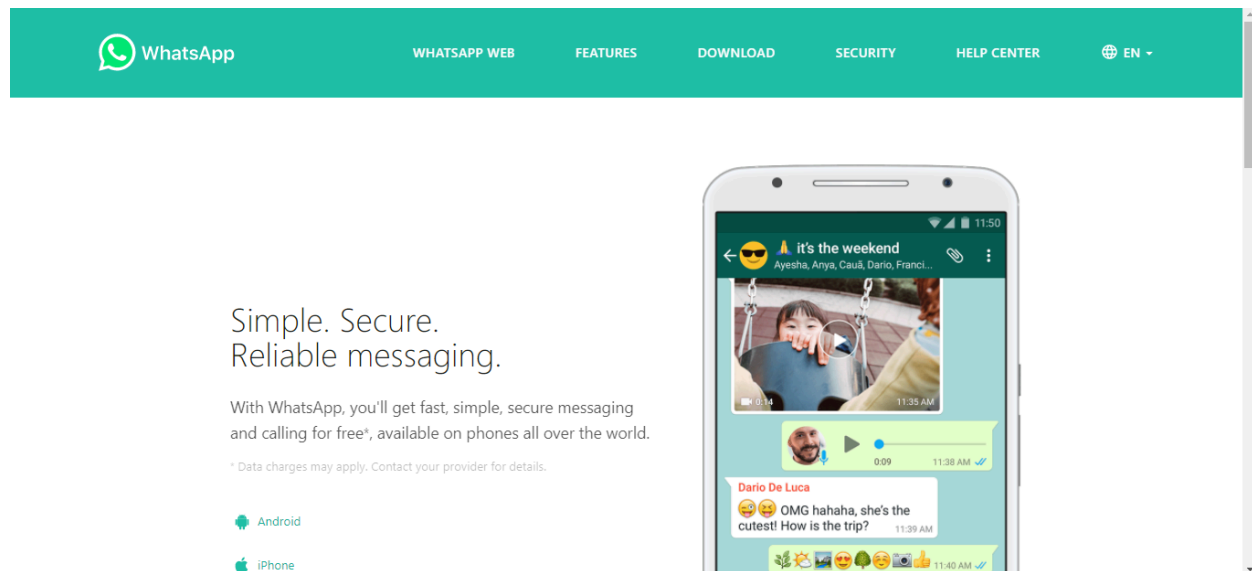 WhatsApp
WHATSAPP WEB
FEATURES
DOWNLOAD
SECURITY
HELP CENTER
EN
Simple. Secure.
Reliable messaging.
With WhatsApp, you'll get fast, simple, secure messaging
and calling for free*, available on phones all over the world.
* Data charges may apply. Contact your provider for details.
Android
iPhone
11:50
🙏 it's the weekend
Ayesha, Anya, Cauã, Dario, Franci...
0:14
11:35 AM
0:09
11:38 AM
Dario De Luca
😜😝 OMG hahaha, she's the
cutest! How is the trip?
11:39 AM
🌿🌤🏞😍🌳☺📷👍 11:40 AM